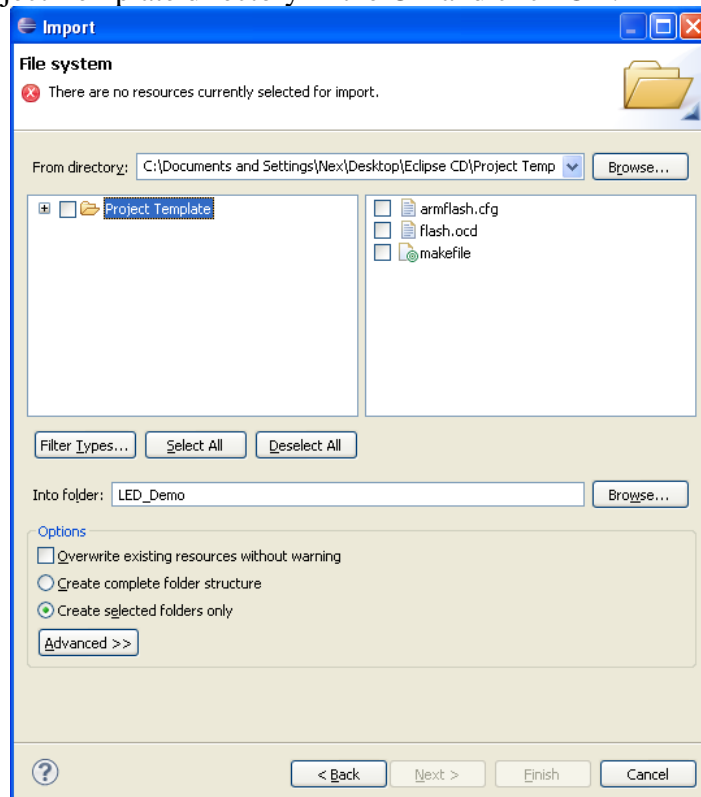 Import
File system
There are no resources currently selected for import.
From directory: C:\Documents and Settings\Nex\Desktop\Eclipse CD\Project Temp Browse...
Project Template
armflash.cfg
flash.ocd
makefile
Filter Types... Select All Deselect All
Into folder: LED_Demo Browse...
Options
Overwrite existing resources without warning
Create complete folder structure
Create selected folders only
Advanced >>
? < Back Next > Finish Cancel